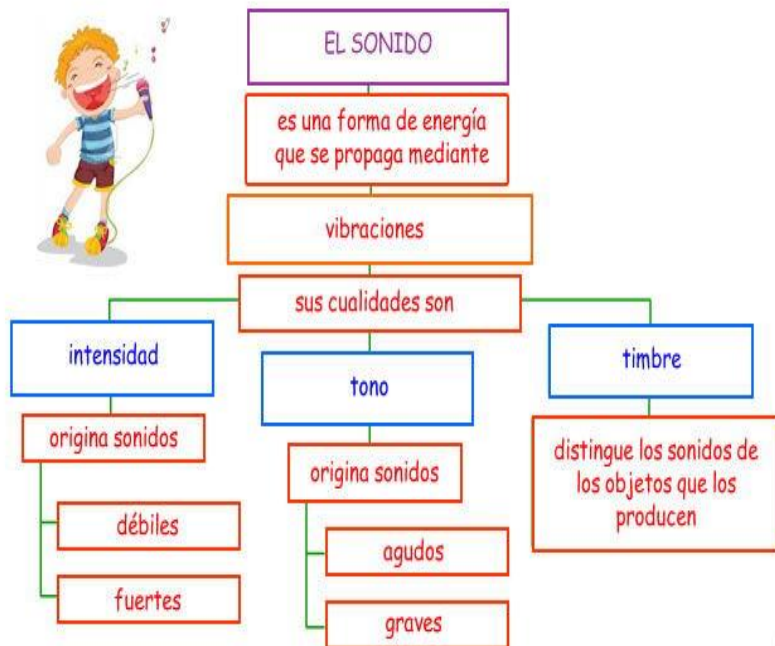 EL SONIDO
es una forma de energía
que se propaga mediante
vibraciones
sus cualidades son
intensidad
origina sonidos
débiles
fuertes
tono
origina sonidos
agudos
graves
timbre
distingue los sonidos de
los objetos que los
producen